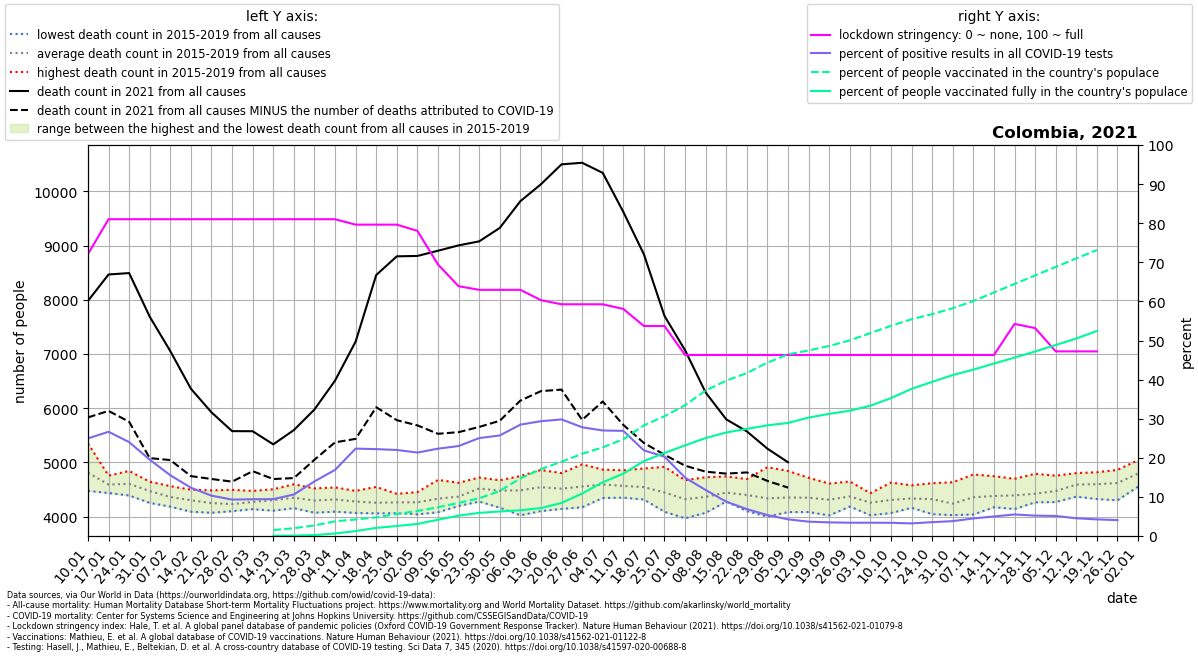 left Y axis:
lowest death count in 2015-2019 from all causes
average death count in 2015-2019 from all causes
highest death count in 2015-2019 from all causes
death count in 2021 from all causes
death count in 2021 from all causes MINUS the number of deaths attributed to COVID-19
range between the highest and the lowest death count from all causes in 2015-2019
right Y axis:
lockdown stringency: 0 ~ none, 100 ~ full
percent of positive results in all COVID-19 tests
percent of people vaccinated in the country's populace
percent of people vaccinated fully in the country's populace
Colombia, 2021
number of people
10000
9000
8000
7000
6000
5000
4000
100
90
80
70
60
50
40
30
20
10
0
percent
10.01 17.01 24.01 31.01 07.02 14.02 21.02 28.02 07.03 14.03 21.03 28.03 04.04 11.04 18.04 25.04 02.05 09.05 16.05 23.05 30.05 06.06 13.06 20.06 27.06 04.07 11.07 18.07 25.07 01.08 08.08 15.08 22.08 29.08 05.09 12.09 19.09 26.09 03.10 10.10 17.10 24.10 31.10 07.11 14.11 21.11 28.11 05.12 12.12 19.12 26.12 02.01
date
Data sources, via Our World in Data (https://ourworldindata.org, https://github.com/owid/covid-19-data):
- All-cause mortality: Human Mortality Database Short-term Mortality Fluctuations project. https://www.mortality.org and World Mortality Dataset. https://github.com/akarlinsky/world_mortality
- COVID-19 mortality: Center for Systems Science and Engineering at Johns Hopkins University. https://github.com/CSSEGISandData/COVID-19
- Lockdown stringency index: Hale, T. et al. A global panel database of pandemic policies (Oxford COVID-19 Government Response Tracker). Nature Human Behaviour (2021). https://doi.org/10.1038/s41562-021-01079-8
- Vaccinations: Mathieu, E. et al. A global database of COVID-19 vaccinations. Nature Human Behaviour (2021). https://doi.org/10.1038/s41562-021-01122-8
- Testing: Hasell, J., Mathieu, E., Beltekian, D. et al. A cross-country database of COVID-19 testing. Sci Data 7, 345 (2020). https://doi.org/10.1038/s41597-020-00688-8